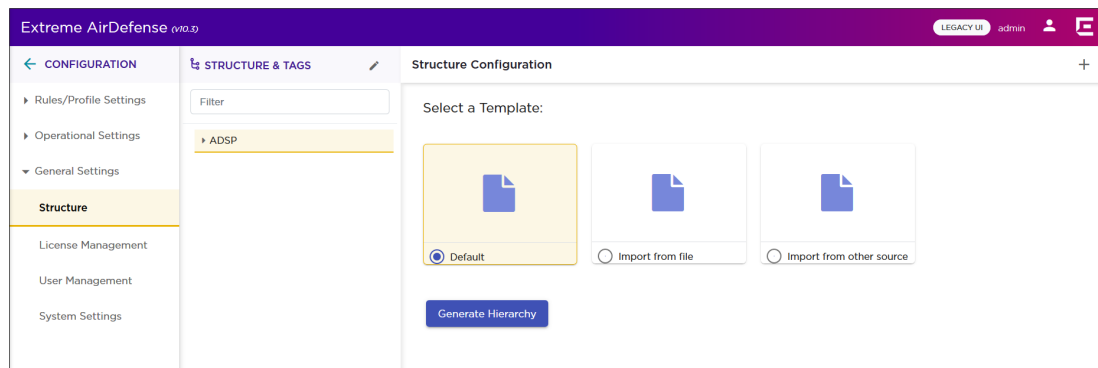 Extreme AirDefense (v10.3)
LEGACY UI admin
CONFIGURATION
Rules/Profile Settings
Operational Settings
General Settings
Structure
License Management
User Management
System Settings
STRUCTURE & TAGS
Filter
ADSP
Structure Configuration
Select a Template:
Default
Import from file
Import from other source
Generate Hierarchy